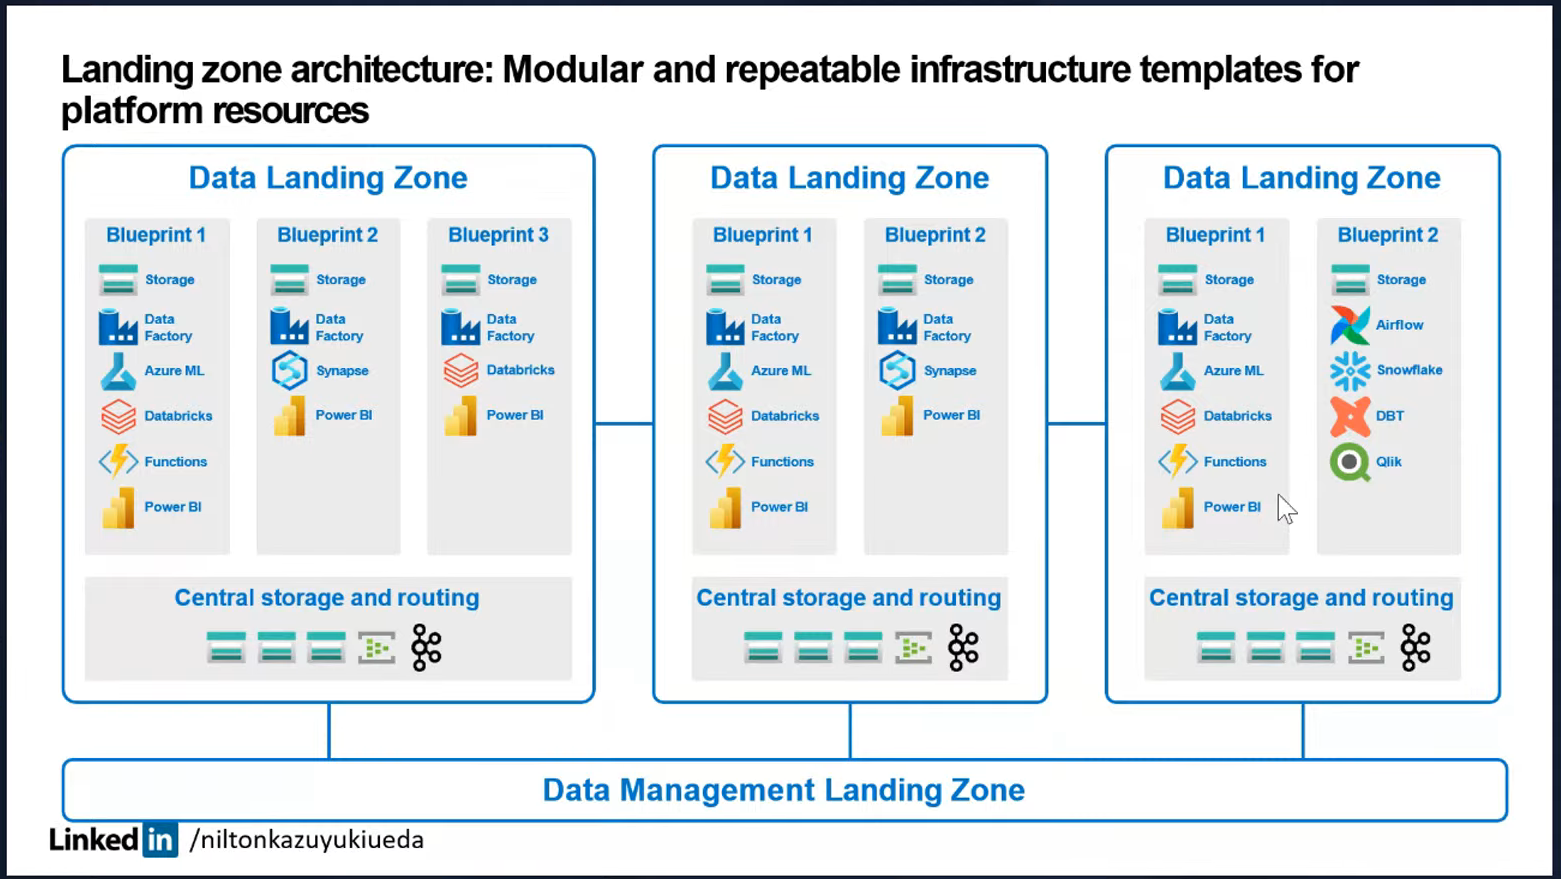 Landing zone architecture: Modular and repeatable infrastructure templates for
platform resources
Data Landing Zone
Blueprint 1
Storage
Data
Factory
Azure ML
Databricks
Functions
Power BI
Blueprint 2
Storage
Data
Factory
Synapse
Power BI
Blueprint 3
Storage
Data
Factory
Databricks
Power BI
Central storage and routing
Data Landing Zone
Blueprint 1
Storage
Data
Factory
Azure ML
Databricks
Functions
Power BI
Blueprint 2
Storage
Data
Factory
Synapse
Power BI
Central storage and routing
Data Landing Zone
Blueprint 1
Storage
Data
Factory
Azure ML
Databricks
Functions
Power BI
Blueprint 2
Storage
Airflow
Snowflake
DBT
Qlik
Central storage and routing
Data Management Landing Zone
Linked in /niltonkazuyukiueda